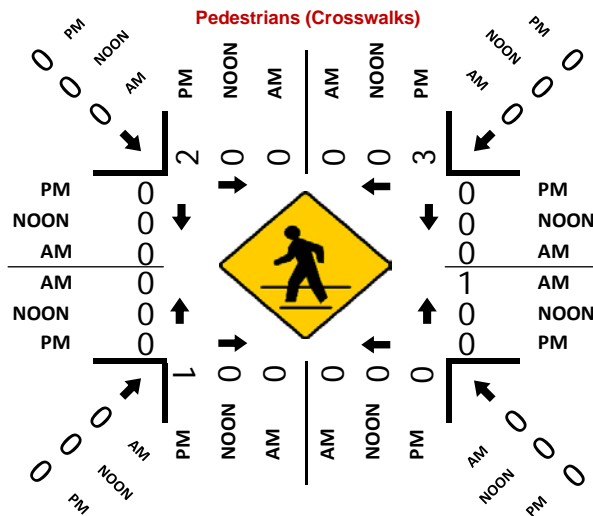 Pedestrians (Crosswalks)
0 0 0
PM NOON AM
PM NOON AM AM NOON PM
2 0 0 0 0 3
PM NOON AM
0 0 0
PM 0 0 PM
NOON 0 0 NOON
AM 0 0 AM
AM 0 1 AM
NOON 0 0 NOON
PM 0 0 PM
1 0 0 0 0 0
PM NOON AM AM NOON PM
0 0 0
AM NOON PM
AM NOON PM
0 0 0